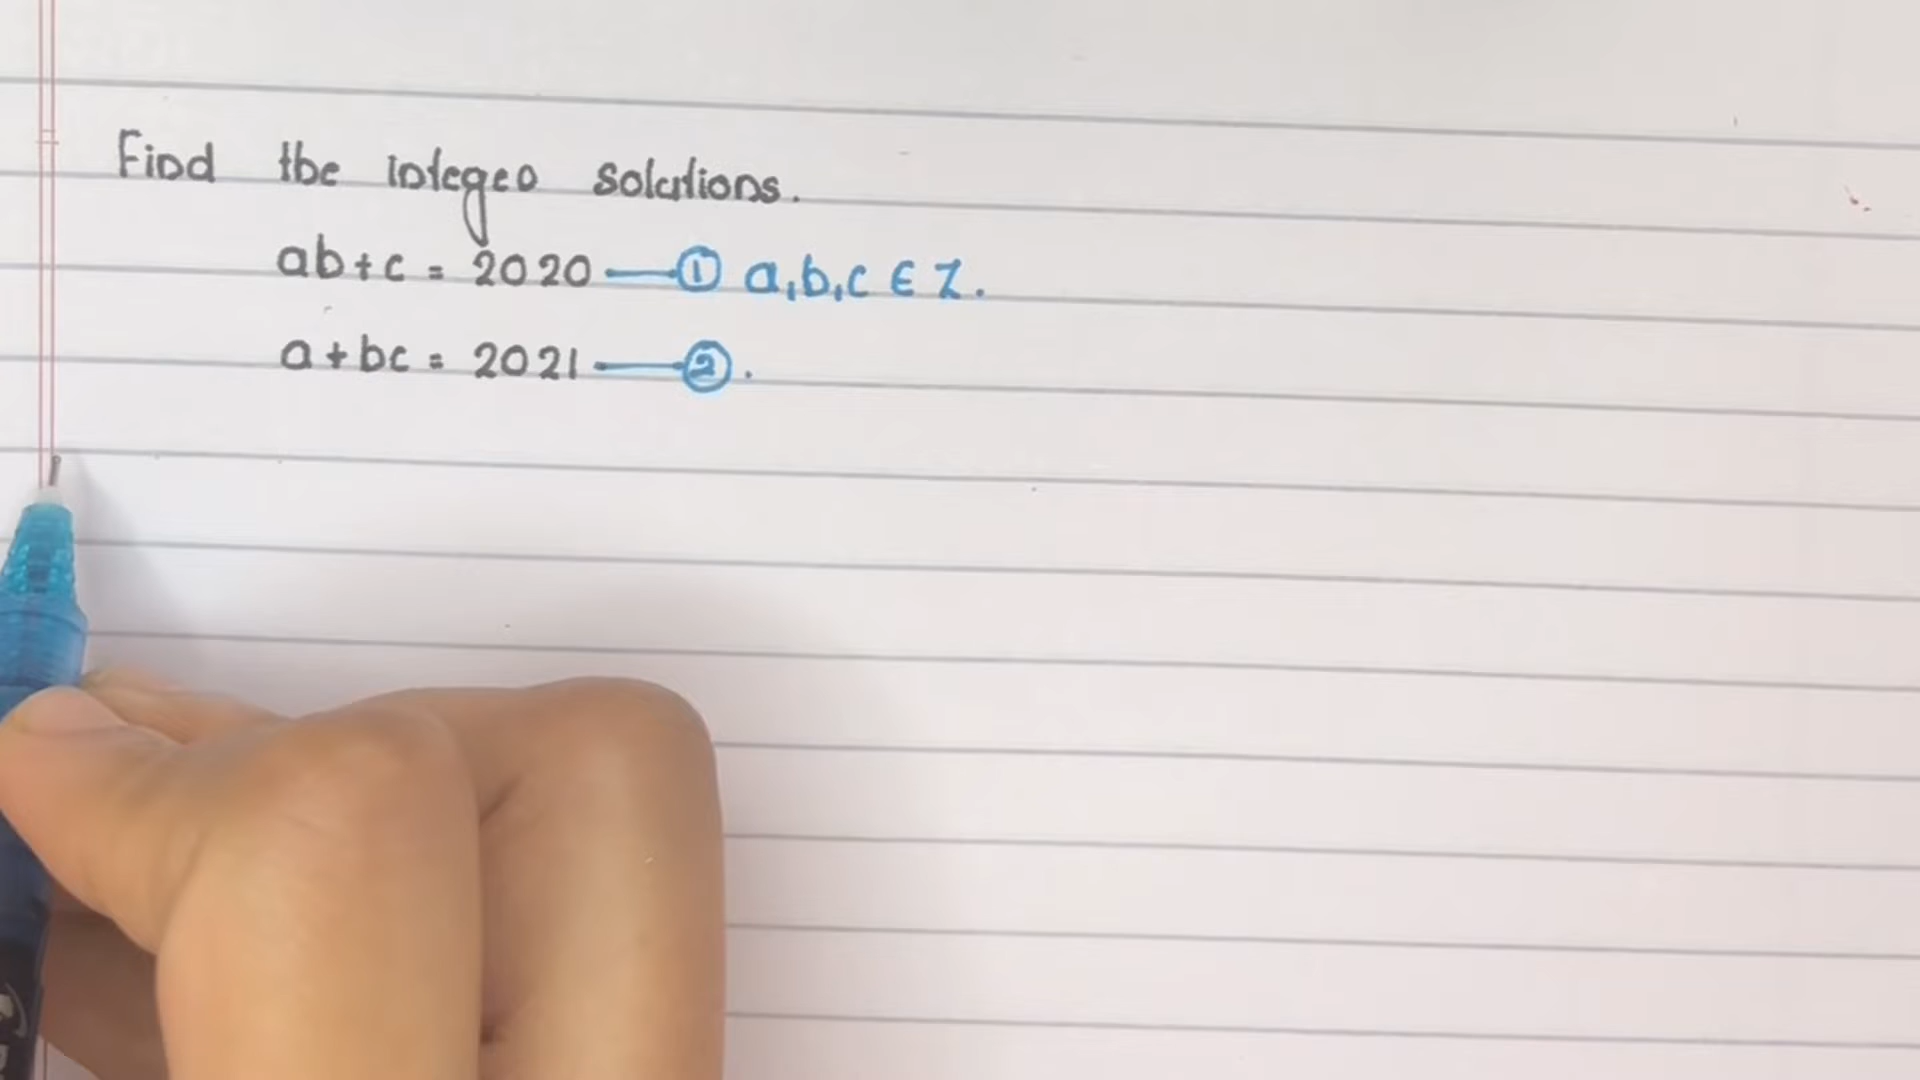 Find the integer solutions.
ab+c = 2020 —① a,b,c ∈ Z.
a+bc = 2021 —②.